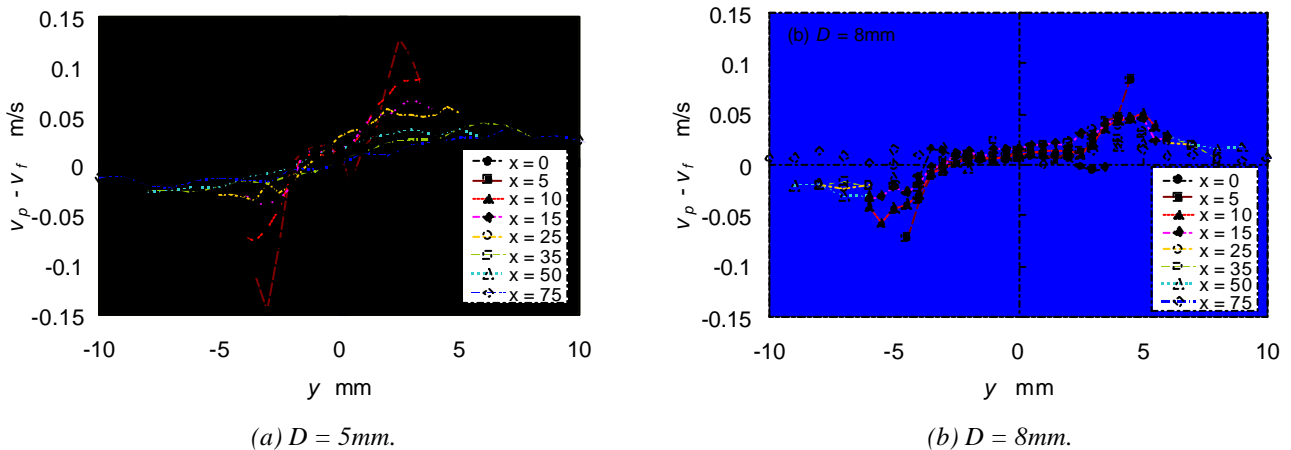 0.15
0.1
0.05
0
-0.05
-0.1
-0.15
v_p - v_f m/s
x = 0
x = 5
x = 10
x = 15
x = 25
x = 35
x = 50
x = 75
-10 -5 0 5 10
y mm
(a) D = 5mm.
0.15
0.1
0.05
0
-0.05
-0.1
-0.15
v_p - v_f m/s
(b) D = 8mm
x = 0
x = 5
x = 10
x = 15
x = 25
x = 35
x = 50
x = 75
-10 -5 0 5 10
y mm
(b) D = 8mm.